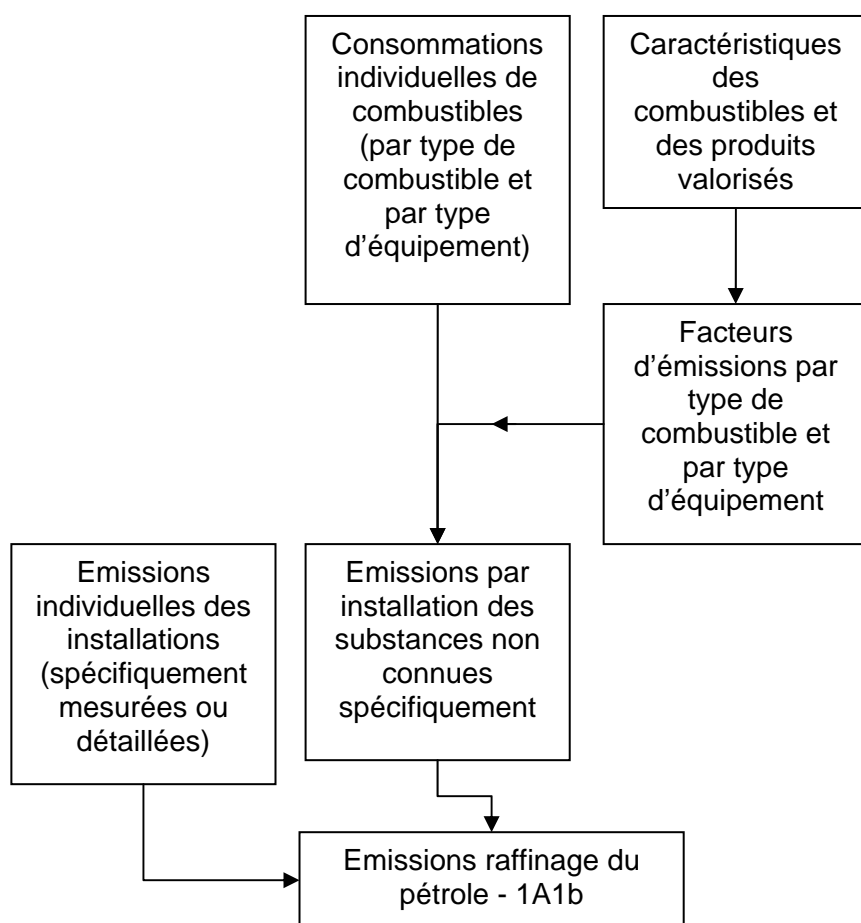 Consommations
individuelles de
combustibles
(par type de
combustible et
par type
d’équipement)
Caractéristiques
des
combustibles et
des produits
valorisés
Facteurs
d’émissions par
type de
combustible et
par type
d’équipement
Emissions
individuelles des
installations
(spécifiquement
mesurées ou
détaillées)
Emissions par
installation des
substances non
connues
spécifiquement
Emissions raffinage du
pétrole - 1A1b